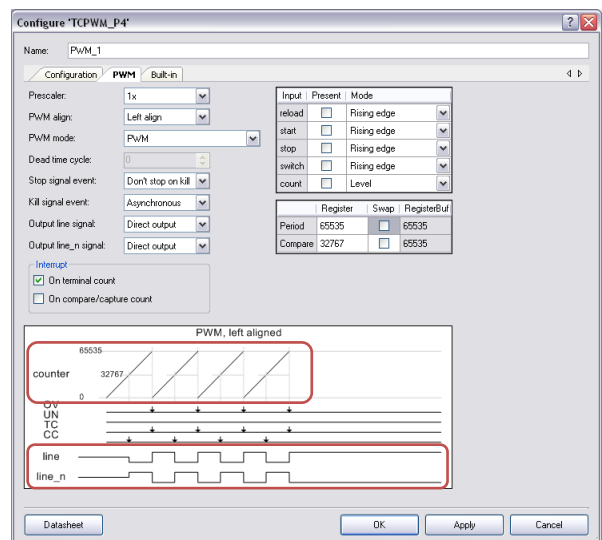 Configure 'TCPWM_P4'
Name: PWM_1
Configuration PWM Built-in
Prescaler: 1x
PWM align: Left align
PWM mode: PWM
Dead time cycle: 0
Stop signal event: Don't stop on kill
Kill signal event: Asynchronous
Output line signal: Direct output
Output line_n signal: Direct output
Interrupt
On terminal count
On compare/capture count
Input Present Mode
reload Rising edge
start Rising edge
stop Rising edge
switch Rising edge
count Level
Register Swap RegisterBuf
Period 65535 65535
Compare 32767 65535
PWM, left aligned
65535
counter 32767
0
OV
UN
TC
CC
line
line_n
Datasheet OK Apply Cancel